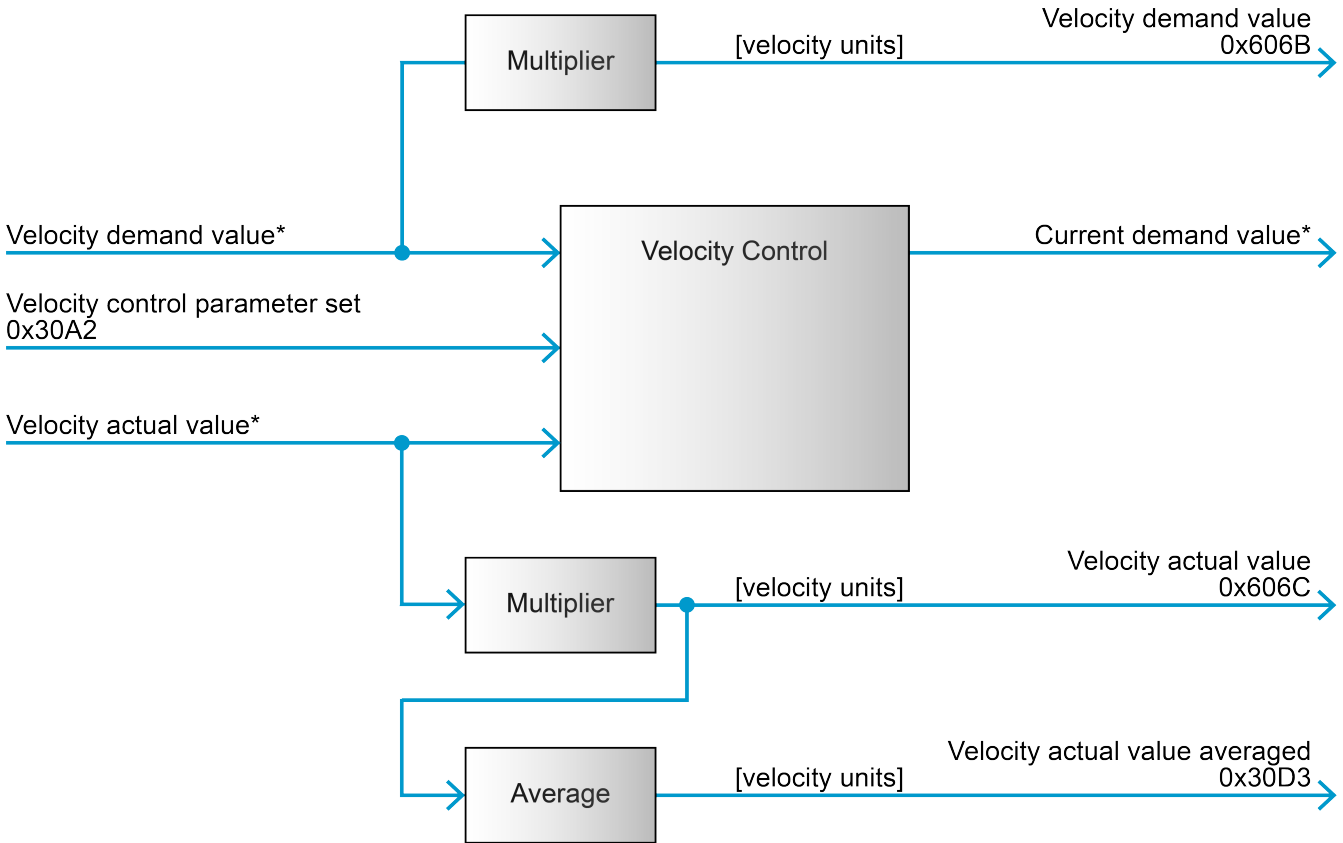 Velocity demand value
0x606B
[velocity units]
Multiplier
Velocity demand value*
Velocity Control
Current demand value*
Velocity control parameter set
0x30A2
Velocity actual value*
Velocity actual value
0x606C
[velocity units]
Multiplier
Velocity actual value averaged
0x30D3
[velocity units]
Average